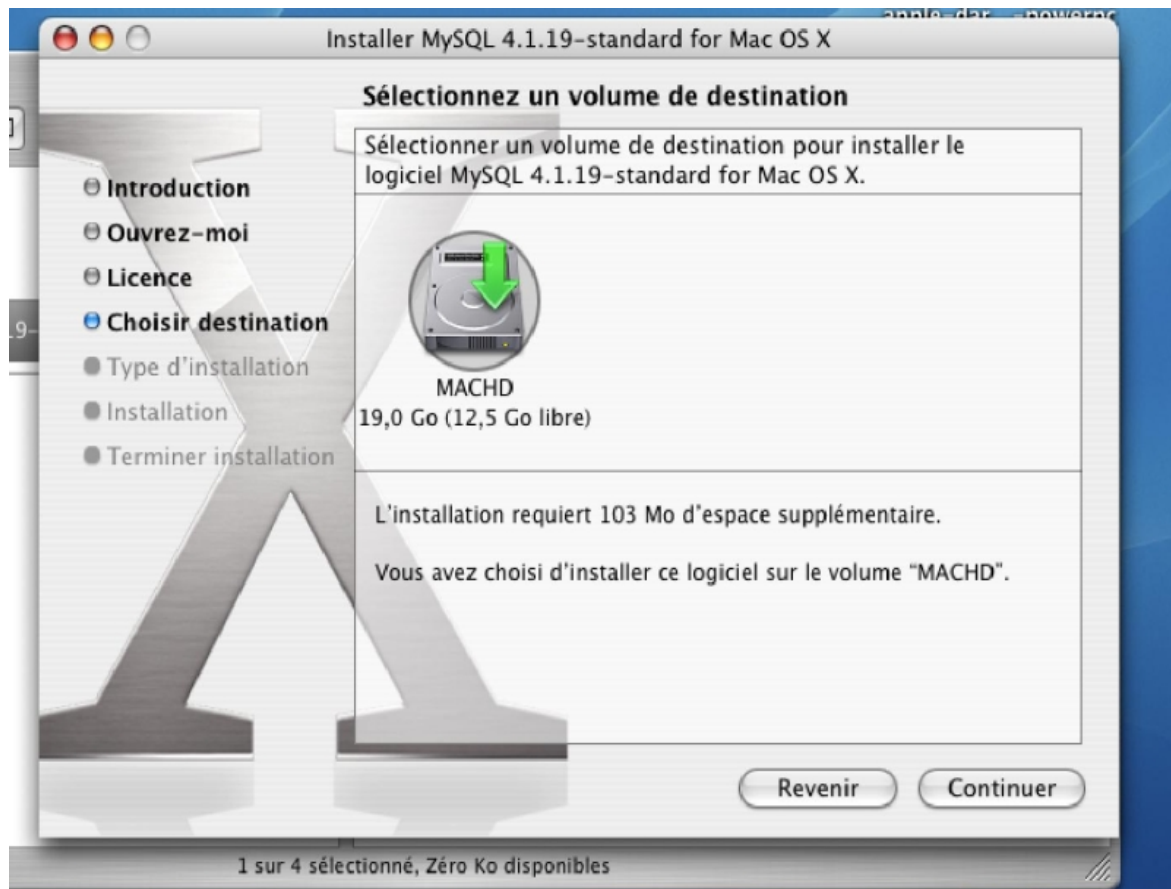 apple-dar...-powerpc
Installer MySQL 4.1.19-standard for Mac OS X
Sélectionnez un volume de destination
Sélectionner un volume de destination pour installer le
logiciel MySQL 4.1.19-standard for Mac OS X.
Introduction
Ouvrez-moi
Licence
Choisir destination
Type d'installation
Installation
Terminer installation
MACHD
19,0 Go (12,5 Go libre)
L'installation requiert 103 Mo d'espace supplémentaire.
Vous avez choisi d'installer ce logiciel sur le volume “MACHD”.
Revenir
Continuer
1 sur 4 sélectionné, Zéro Ko disponibles